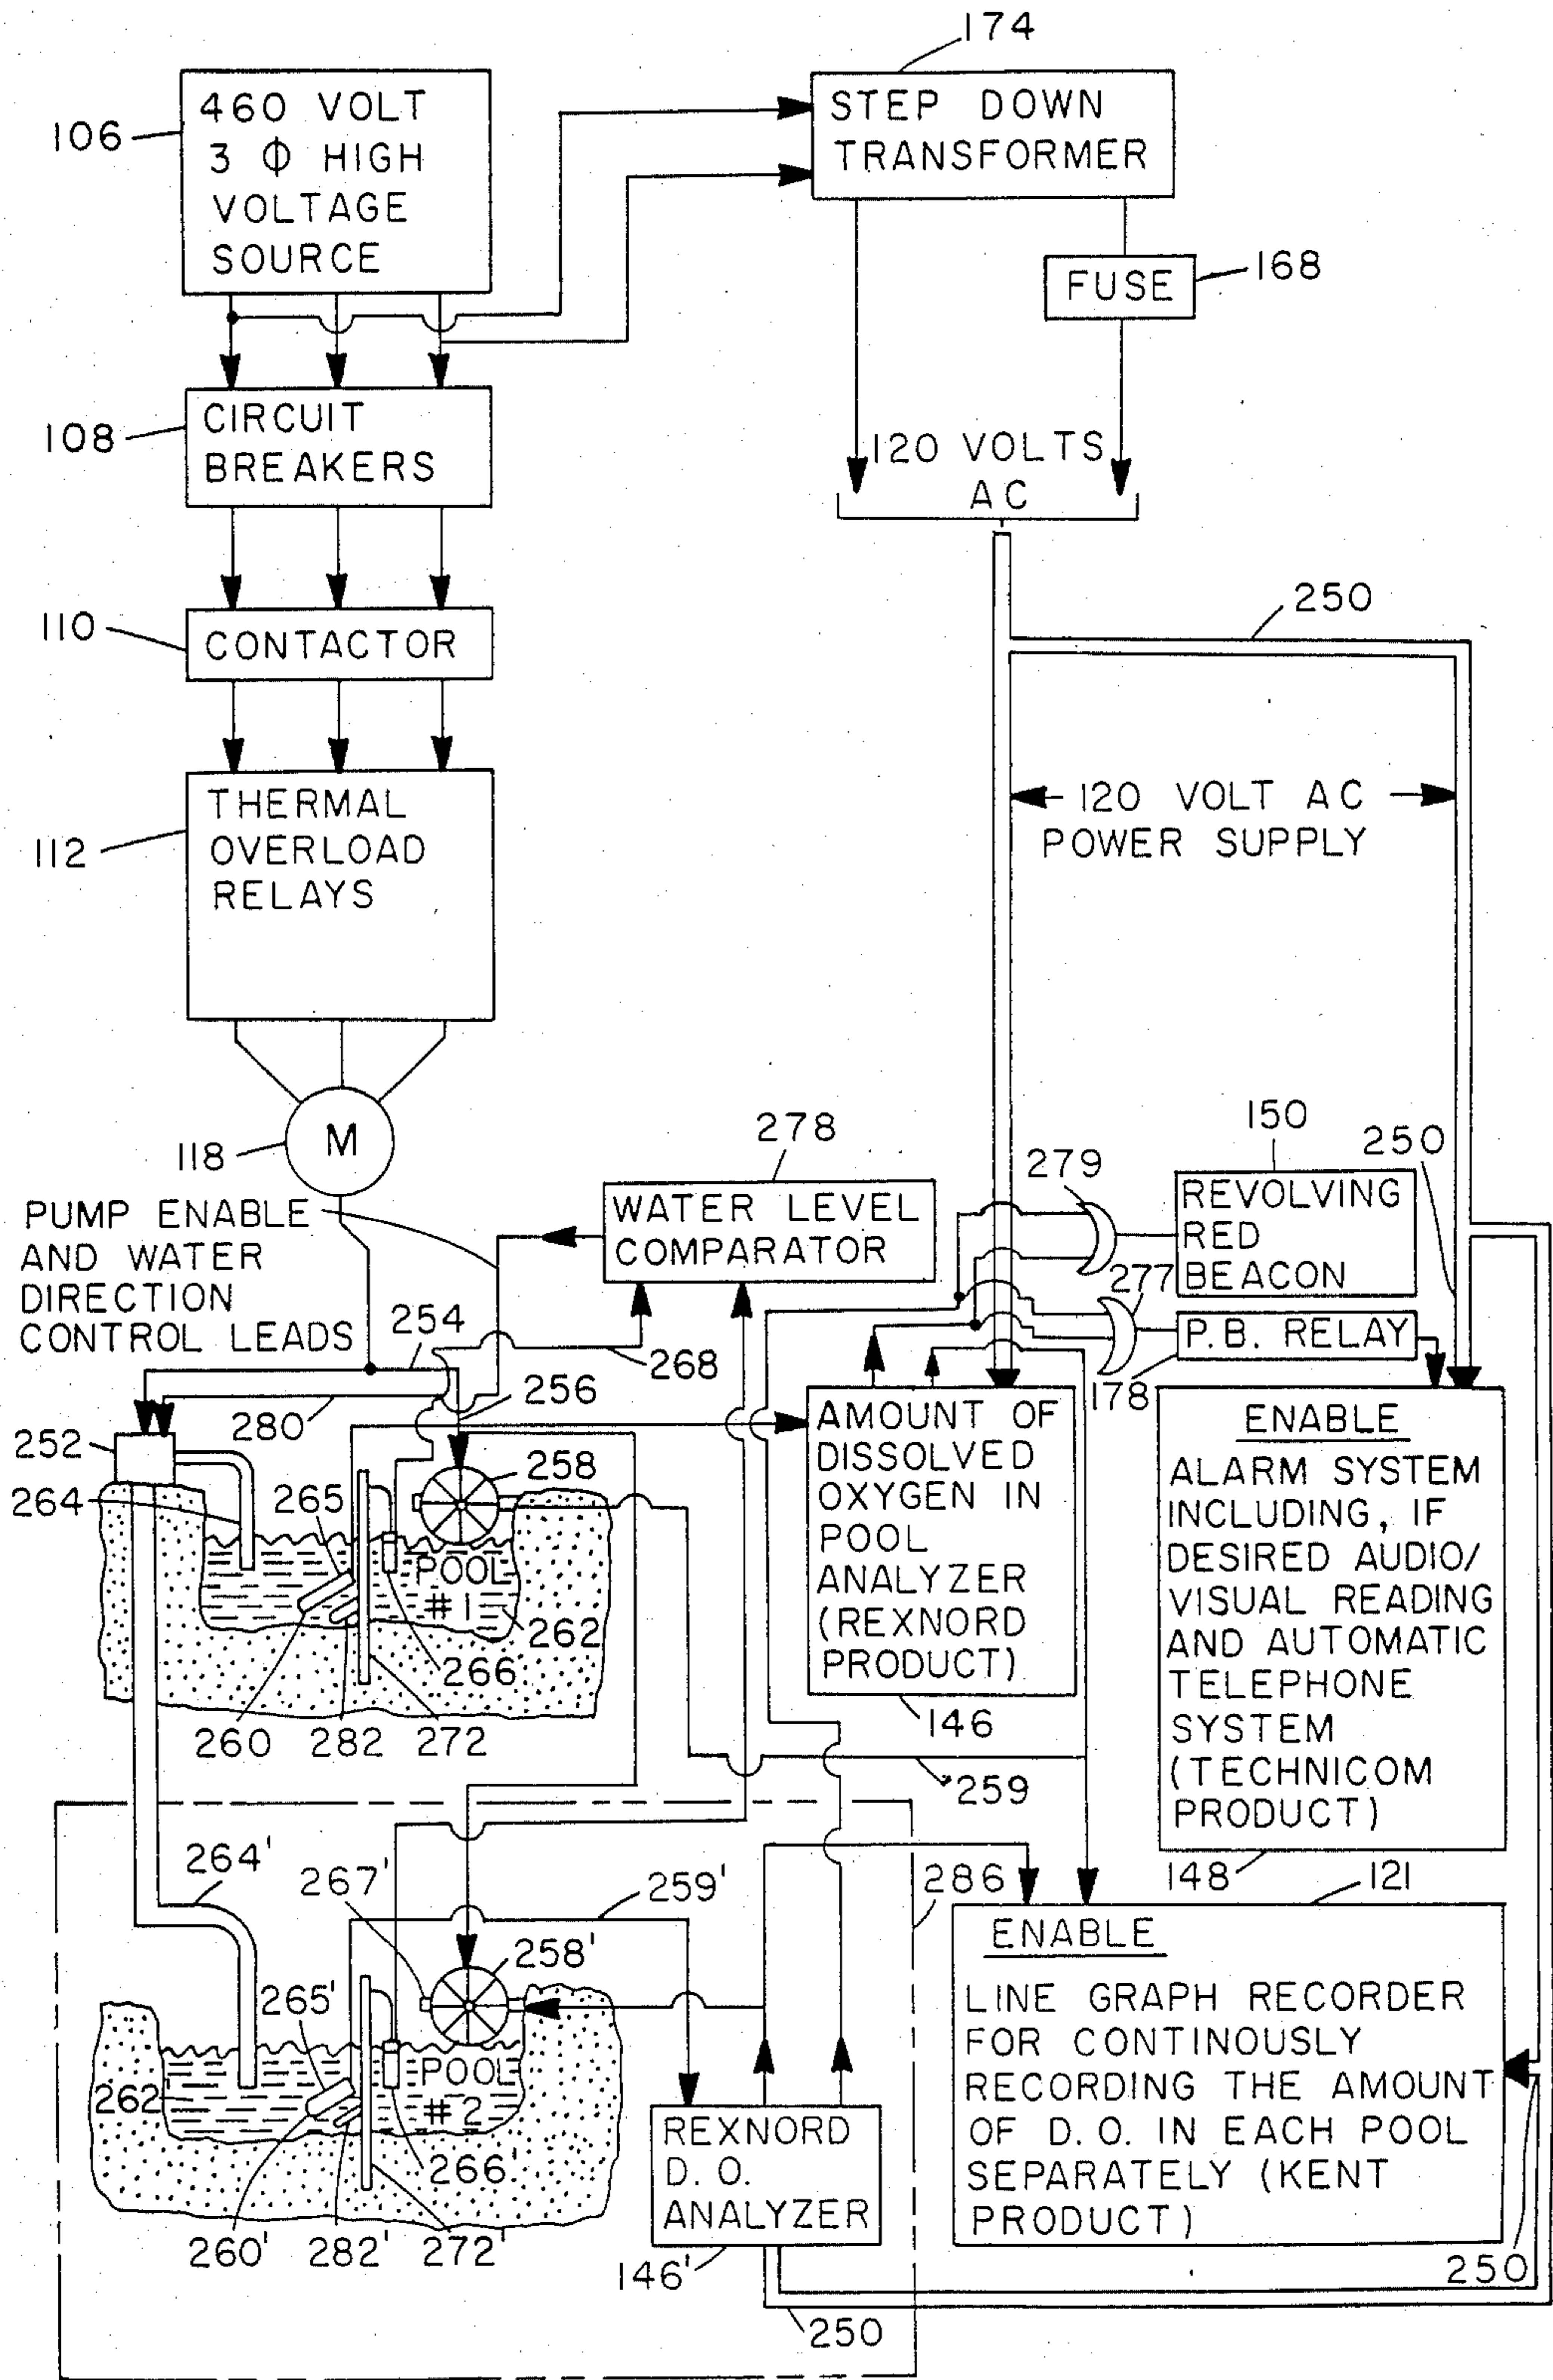 174
106
460 VOLT
3 Φ HIGH
VOLTAGE
SOURCE
STEP DOWN
TRANSFORMER
FUSE
168
108
CIRCUIT
BREAKERS
120 VOLTS
AC
110
CONTACTOR
250
112
THERMAL
OVERLOAD
RELAYS
120 VOLT AC
POWER SUPPLY
118
M
278
279
150
250
PUMP ENABLE
AND WATER
DIRECTION
CONTROL LEADS
WATER LEVEL
COMPARATOR
REVOLVING
RED
BEACON
277
P.B. RELAY
178
254
268
280
256
252
264
265
258
POOL
#1
262
266
260
282
272
AMOUNT OF
DISSOLVED
OXYGEN IN
POOL
ANALYZER
(REXNORD
PRODUCT)
146
259
ENABLE
ALARM SYSTEM
INCLUDING, IF
DESIRED AUDIO/
VISUAL READING
AND AUTOMATIC
TELEPHONE
SYSTEM
(TECHNICOM
PRODUCT)
148
121
264'
267'
259'
286
258'
265'
262'
POOL
#2
266'
260'
282'
272'
REXNORD
D.O.
ANALYZER
146'
ENABLE
LINE GRAPH RECORDER
FOR CONTINOUSLY
RECORDING THE AMOUNT
OF D.O. IN EACH POOL
SEPARATELY (KENT
PRODUCT)
250
250